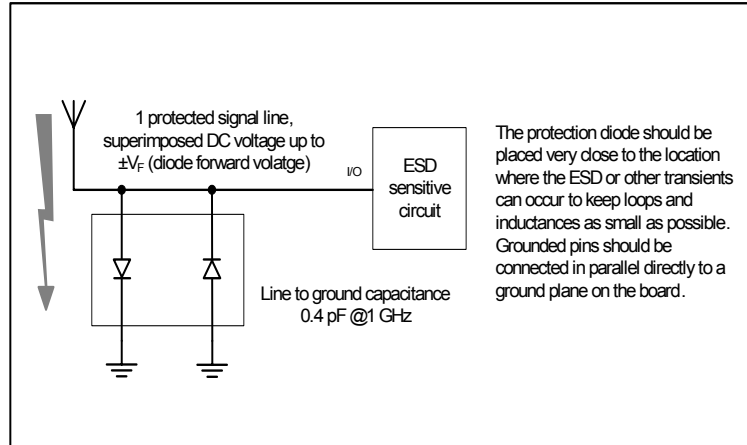 1 protected signal line,
superimposed DC voltage up to
±VF (diode forward volatge)
I/O
ESD
sensitive
circuit
The protection diode should be
placed very close to the location
where the ESD or other transients
can occur to keep loops and
inductances as small as possible.
Grounded pins should be
connected in parallel directly to a
ground plane on the board.
Line to ground capacitance
0.4 pF @1 GHz